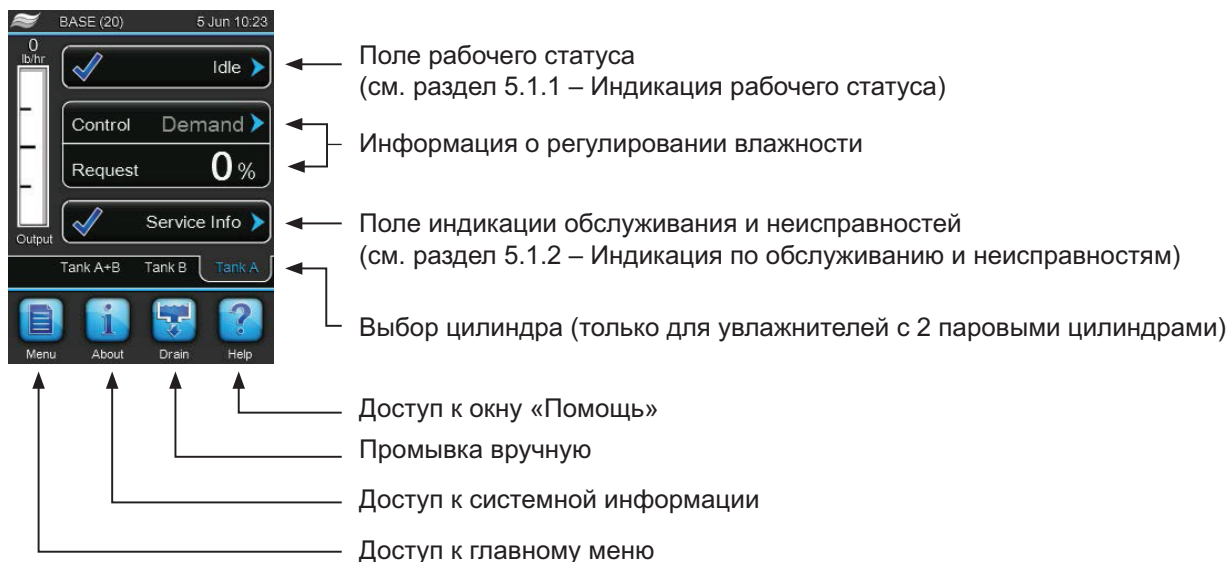 BASE (20) 5 Jun 10:23
0
lb/hr
Idle
Control Demand
Request 0 %
Service Info
Output
Tank A+B Tank B Tank A
Menu About Drain Help
Поле рабочего статуса
(см. раздел 5.1.1 – Индикация рабочего статуса)
Информация о регулировании влажности
Поле индикации обслуживания и неисправностей
(см. раздел 5.1.2 – Индикация по обслуживанию и неисправностям)
Выбор цилиндра (только для увлажнителей с 2 паровыми цилиндрами)
Доступ к окну «Помощь»
Промывка вручную
Доступ к системной информации
Доступ к главному меню